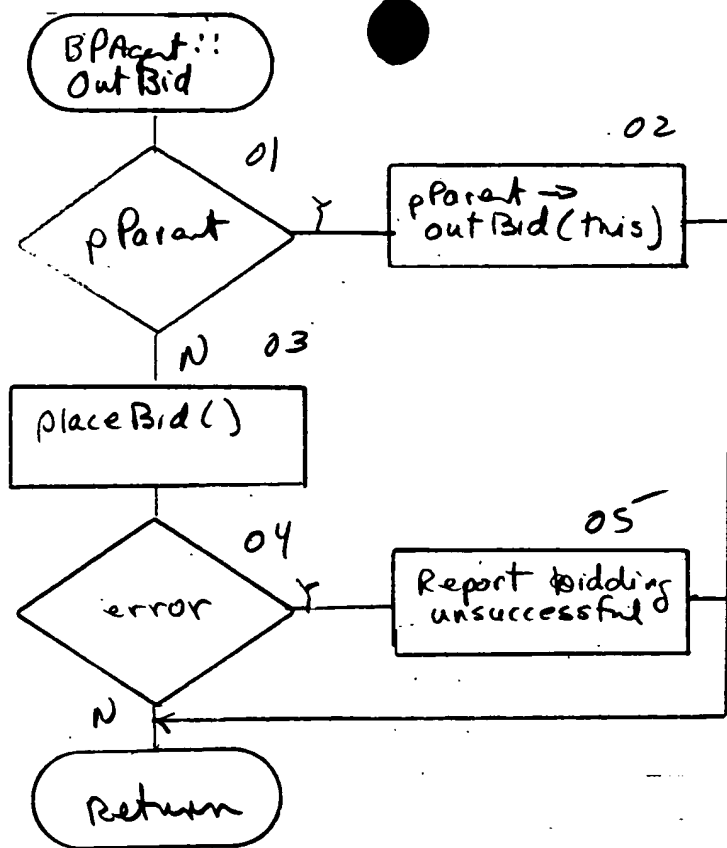 BPAgent::
OutBid
01
02
pParent
Y
pParent →
outBid(this)
N
03
placeBid()
04
05
error
Y
Report bidding
unsuccessful
N
Return